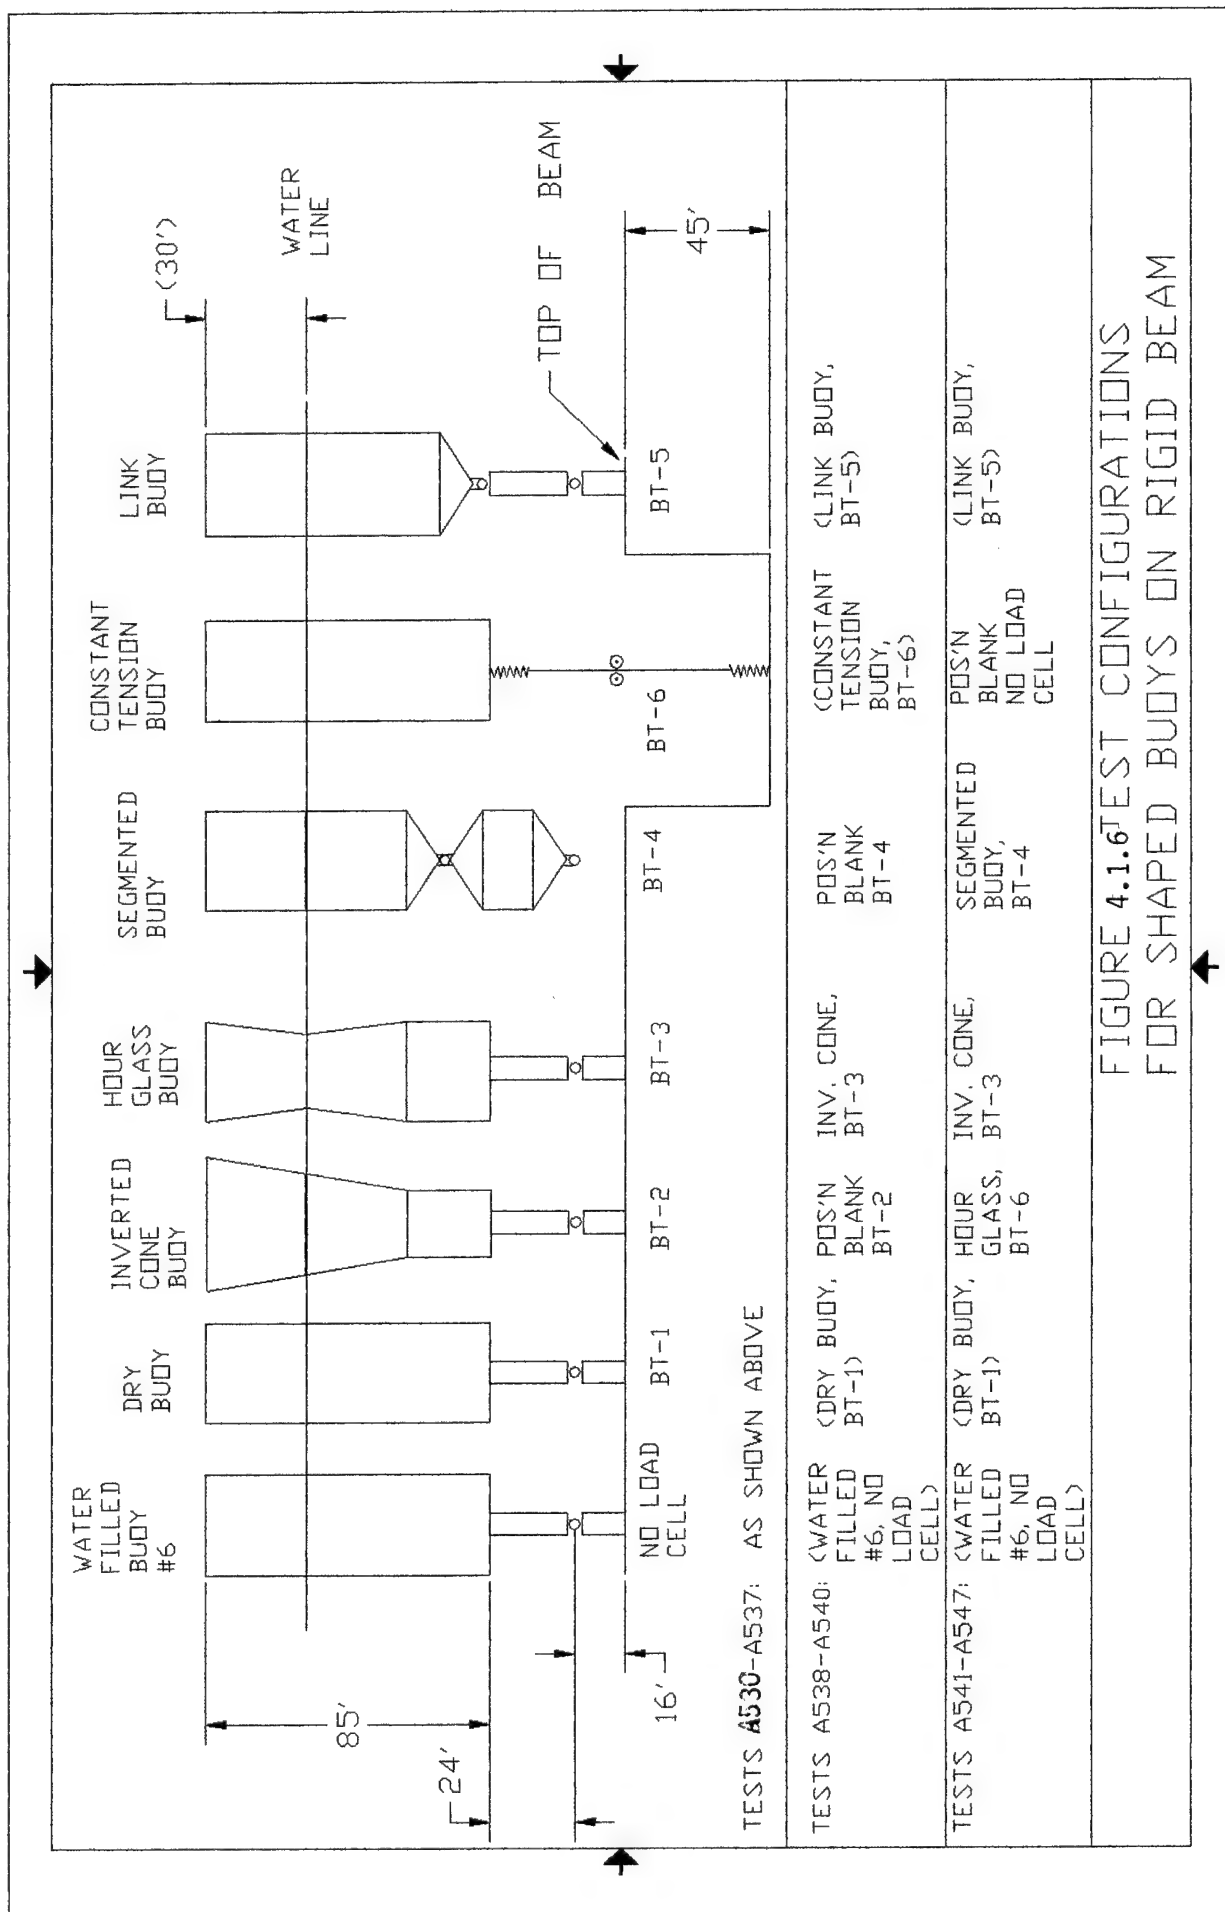 WATER
FILLED
BUOY
#6
DRY
BUOY
INVERTED
CONE
BUOY
HOUR
GLASS
BUOY
SEGMENTED
BUOY
CONSTANT
TENSION
BUOY
LINK
BUOY
(30')
WATER
LINE
85'
24'
16'
NO LOAD
CELL
BT-1
BT-2
BT-3
BT-4
BT-6
BT-5
TOP OF BEAM
45'
TESTS A530-A537: AS SHOWN ABOVE
TESTS A538-A540:
(WATER
FILLED
#6, NO
LOAD
CELL)
(DRY BUOY,
BT-1)
POS'N
BLANK
BT-2
INV. CONE,
BT-3
POS'N
BLANK
BT-4
(CONSTANT
TENSION
BUOY,
BT-6)
(LINK BUOY,
BT-5)
TESTS A541-A547:
(WATER
FILLED
#6, NO
LOAD
CELL)
(DRY BUOY,
BT-1)
HOUR
GLASS,
BT-6
INV. CONE,
BT-3
SEGMENTED
BUOY,
BT-4
POS'N
BLANK
NO LOAD
CELL
(LINK BUOY,
BT-5)
FIGURE 4.1.6 TEST CONFIGURATIONS
FOR SHAPED BUOYS ON RIGID BEAM